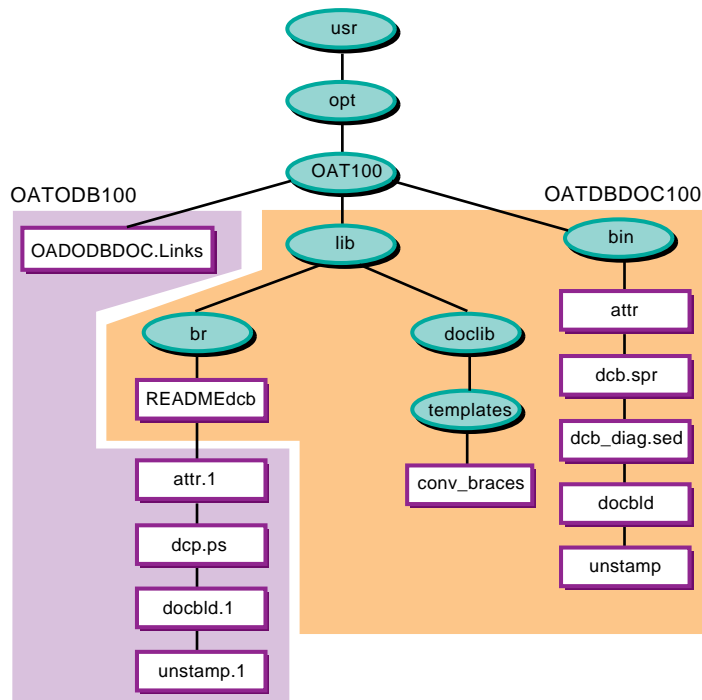 usr
opt
OAT100
OATODB100
OATDBDOC100
OADODBDOC.Links
lib
bin
br
doclib
attr
READMEdcb
templates
dcb.spr
dcb_diag.sed
attr.1
conv_braces
docbld
dcp.ps
unstamp
docbld.1
unstamp.1